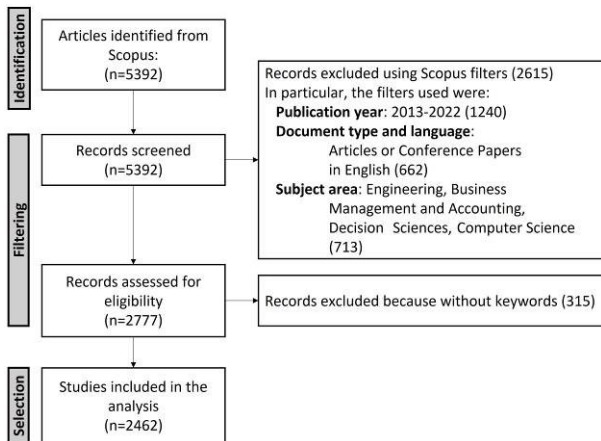 Identification
Articles identified from
Scopus:
(n=5392)
Records excluded using Scopus filters (2615)
In particular, the filters used were:
Publication year: 2013-2022 (1240)
Document type and language:
Articles or Conference Papers
in English (662)
Subject area: Engineering, Business
Management and Accounting,
Decision Sciences, Computer Science
(713)
Filtering
Records screened
(n=5392)
Records assessed for
eligibility
(n=2777)
Records excluded because without keywords (315)
Selection
Studies included in the
analysis
(n=2462)